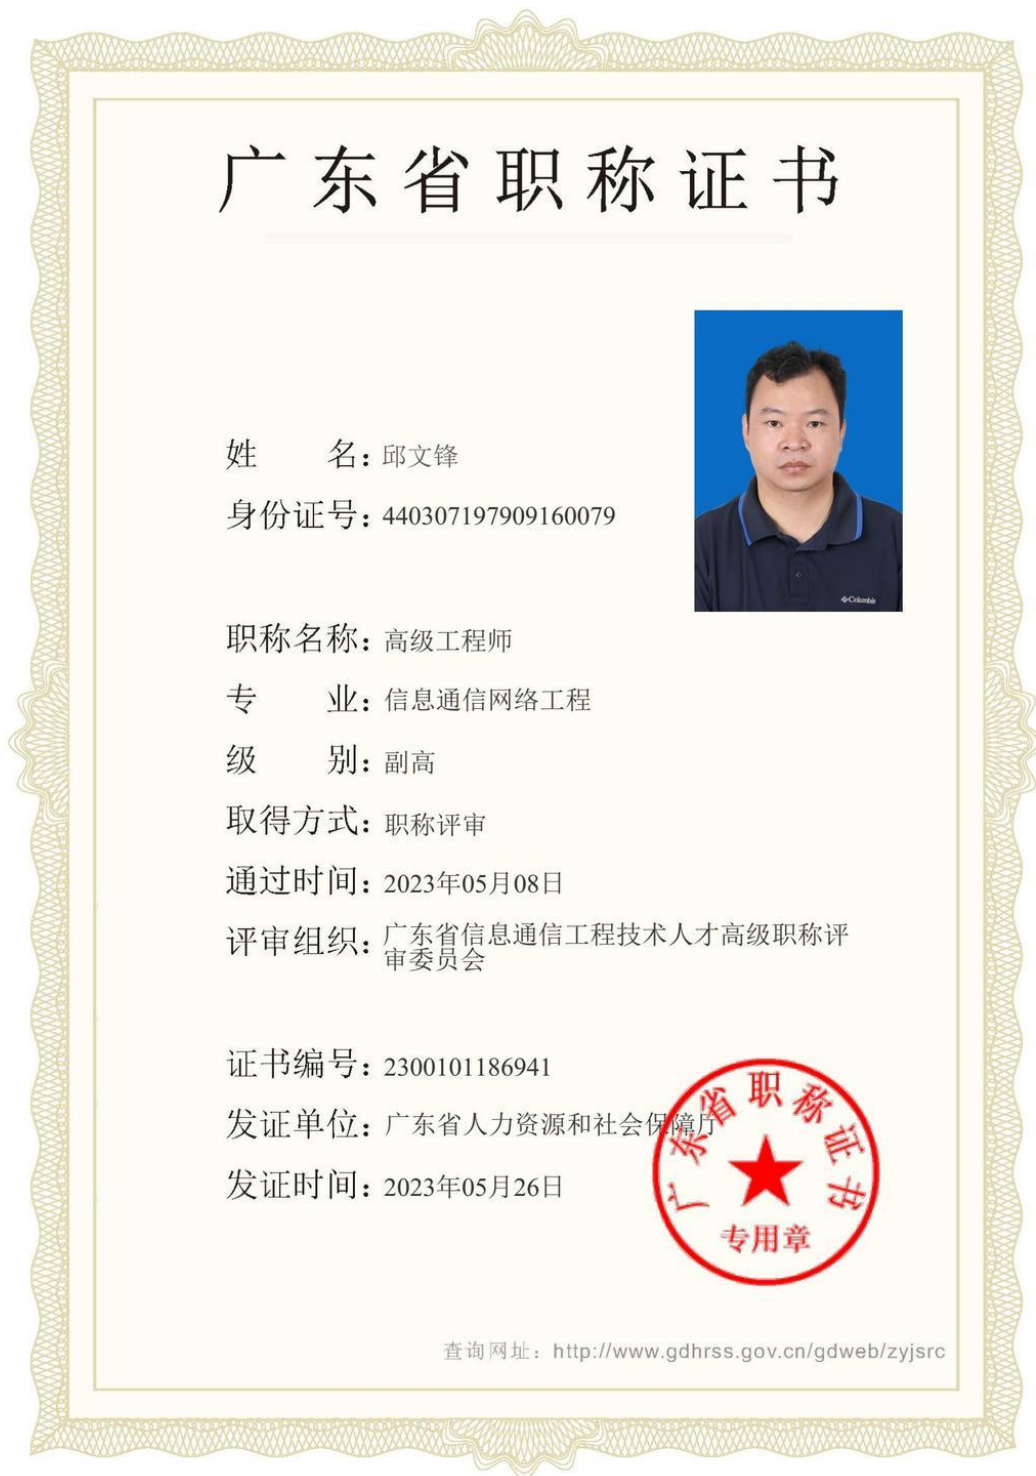 广东省职称证书
姓 名：邱文锋
身份证号：440307197909160079
Columbia
职称名称：高级工程师
专 业：信息通信网络工程
级 别：副高
取得方式：职称评审
通过时间：2023年05月08日
评审组织：广东省信息通信工程技术人才高级职称评
审委员会
证书编号：2300101186941
发证单位：广东省人力资源和社会保障厅
发证时间：2023年05月26日
广东省职称证书
专用章
查询网址：http://www.gdhrss.gov.cn/gdweb/zyjsrc